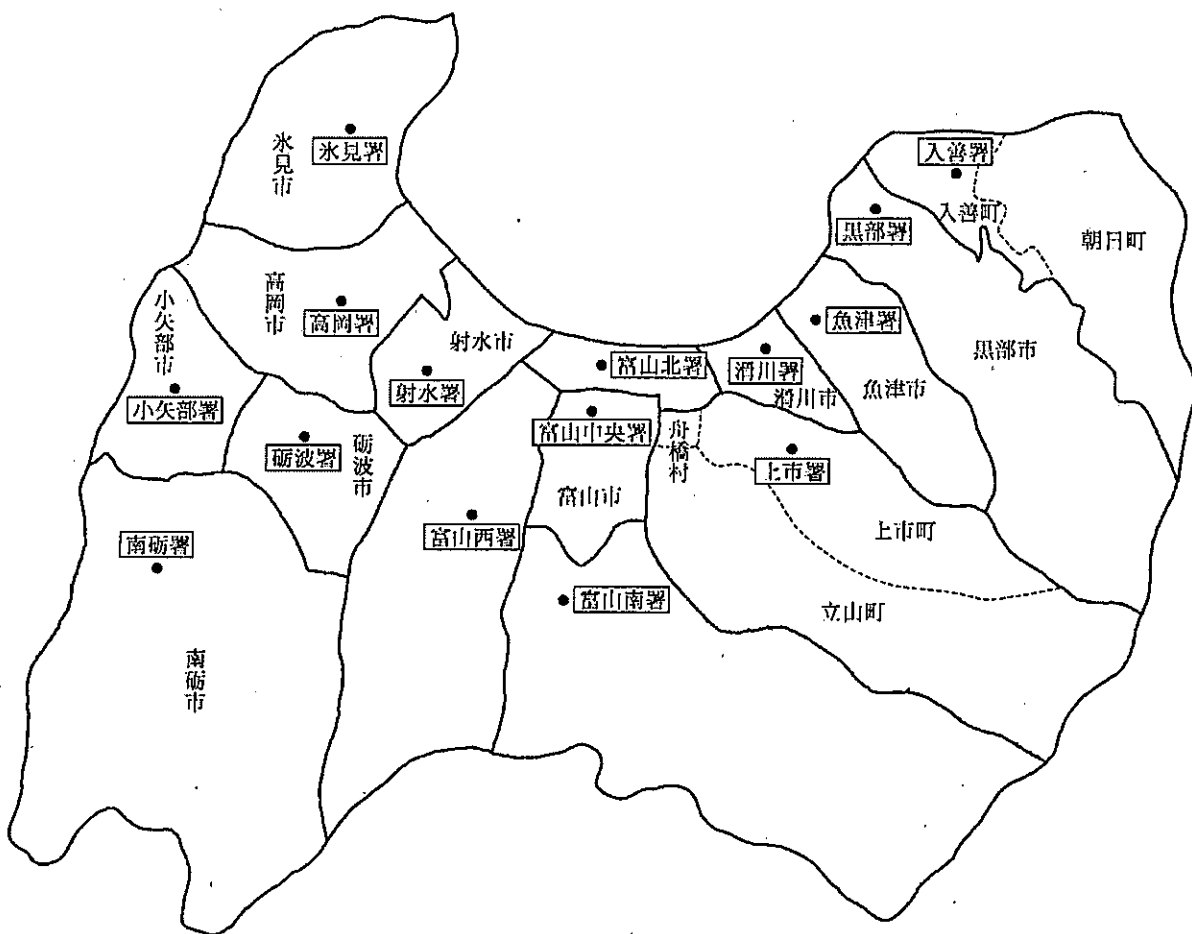 氷見市
氷見署
入善署
入善町
朝日町
黒部署
黒部市
高岡市
高岡署
小矢部市
小矢部署
射水市
射水署
富山北署
滑川署
滑川市
魚津署
魚津市
砺波署
砺波市
富山中央署
富山市
舟橋村
上市署
上市町
富山西署
南砺署
富山南署
立山町
南砺市